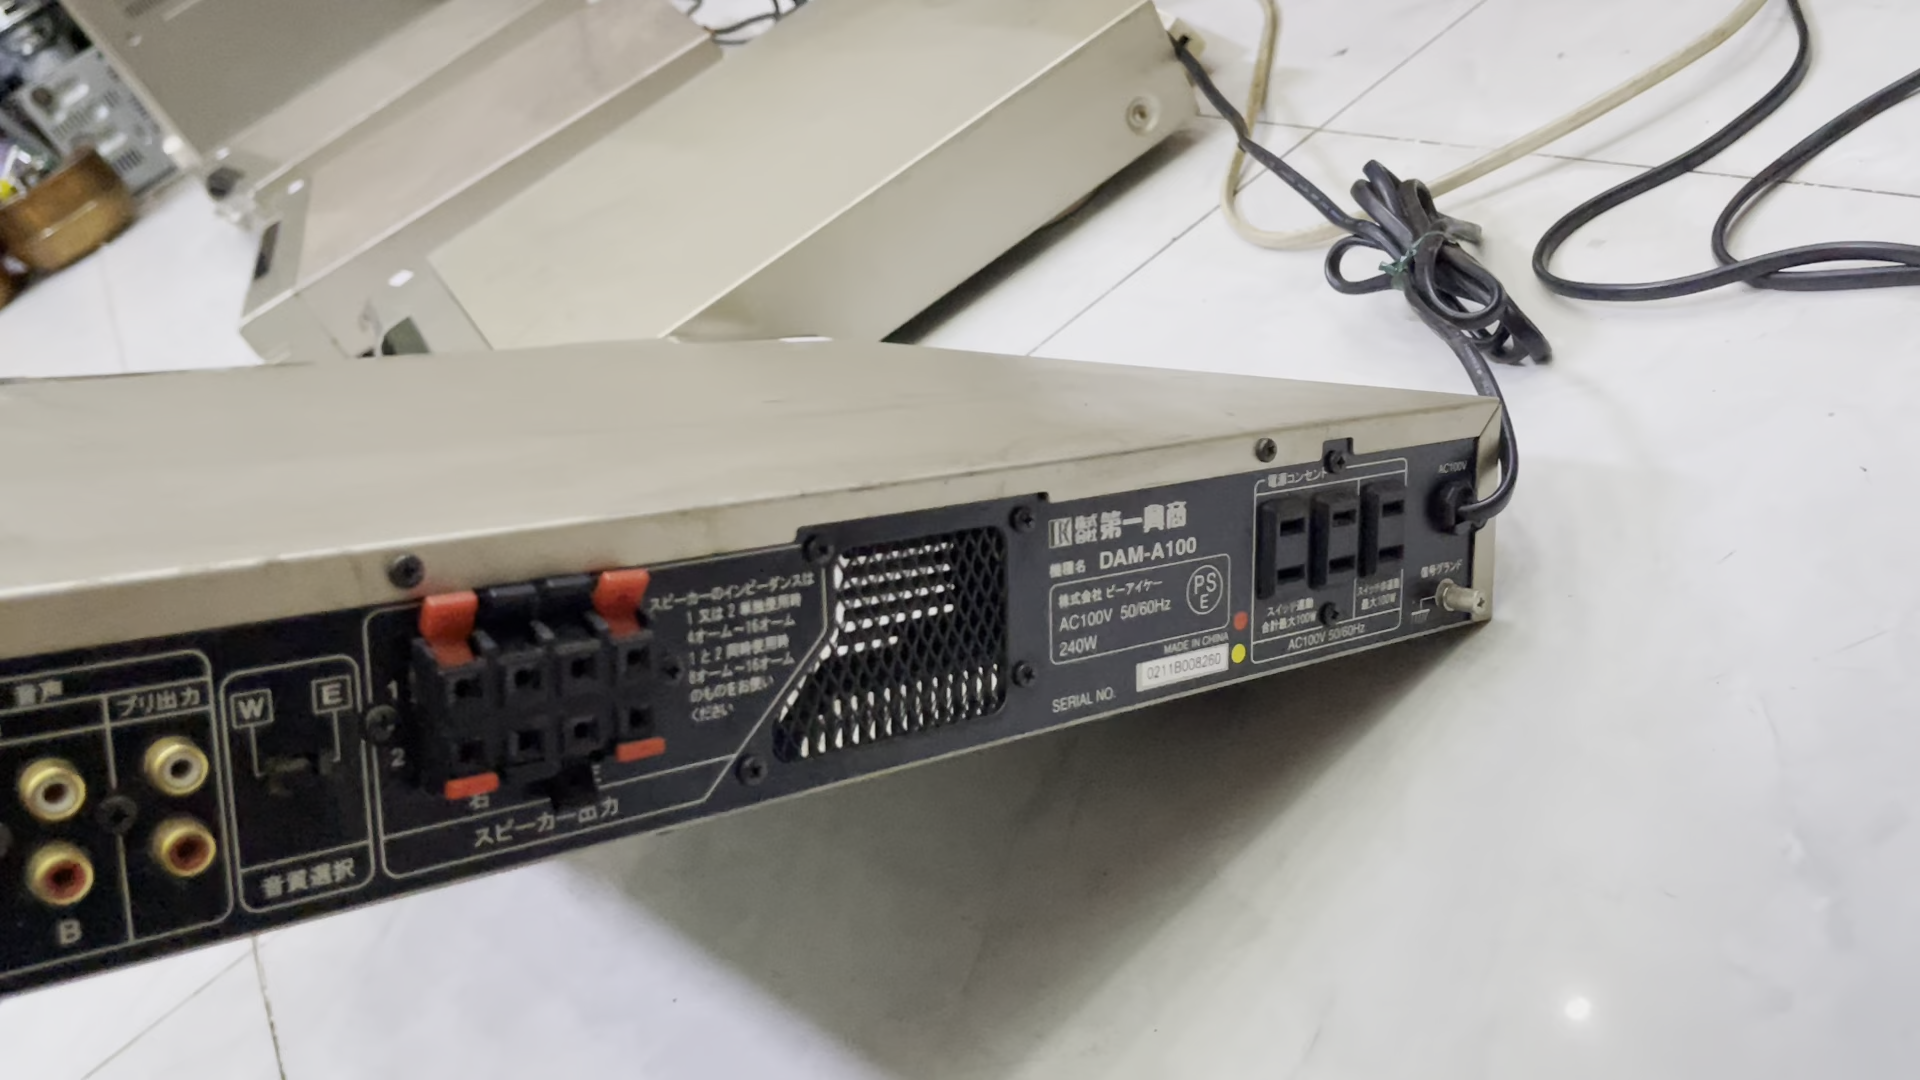 音声
プリ出力
B
W
E
音質選択
1
2
右
スピーカー出力
スピーカーのインピーダンスは
1 又は 2 単独使用時
4オーム～16オーム
1 と 2 同時使用時
8オーム～16オーム
のものをお使い
ください
株式会社 第一興商
機種名 DAM-A100
株式会社 ビーアイケー
AC100V 50/60Hz
240W
PS
E
MADE IN CHINA
SERIAL NO.
0211B008260
電源コンセント
スイッチ連動
合計最大100W
スイッチ非連動
最大100W
AC100V 50/60Hz
AC100V
信号グランド